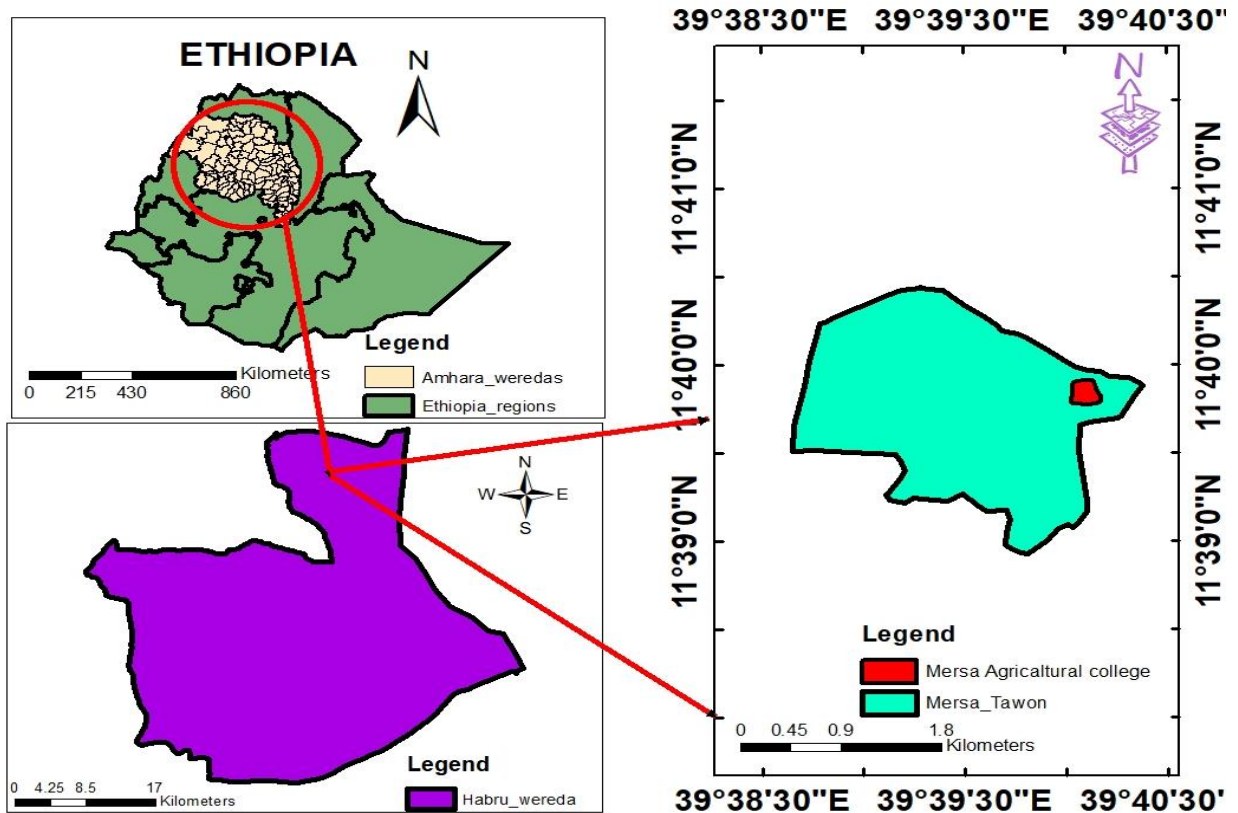 ETHIOPIA
N
Legend
Amhara_weredas
Ethiopia_regions
Kilometers
0 215 430 860
N
W E
S
Legend
Habru_wereda
0 4.25 8.5 17
Kilometers
39°38'30"E 39°39'30"E 39°40'30"
N
11°41'0"N 11°41'0"N
11°40'0"N 11°40'0"N
11°39'0"N 11°39'0"N
Legend
Mersa Agricaltural college
Mersa_Tawon
0 0.45 0.9 1.8
Kilometers
39°38'30"E 39°39'30"E 39°40'30'